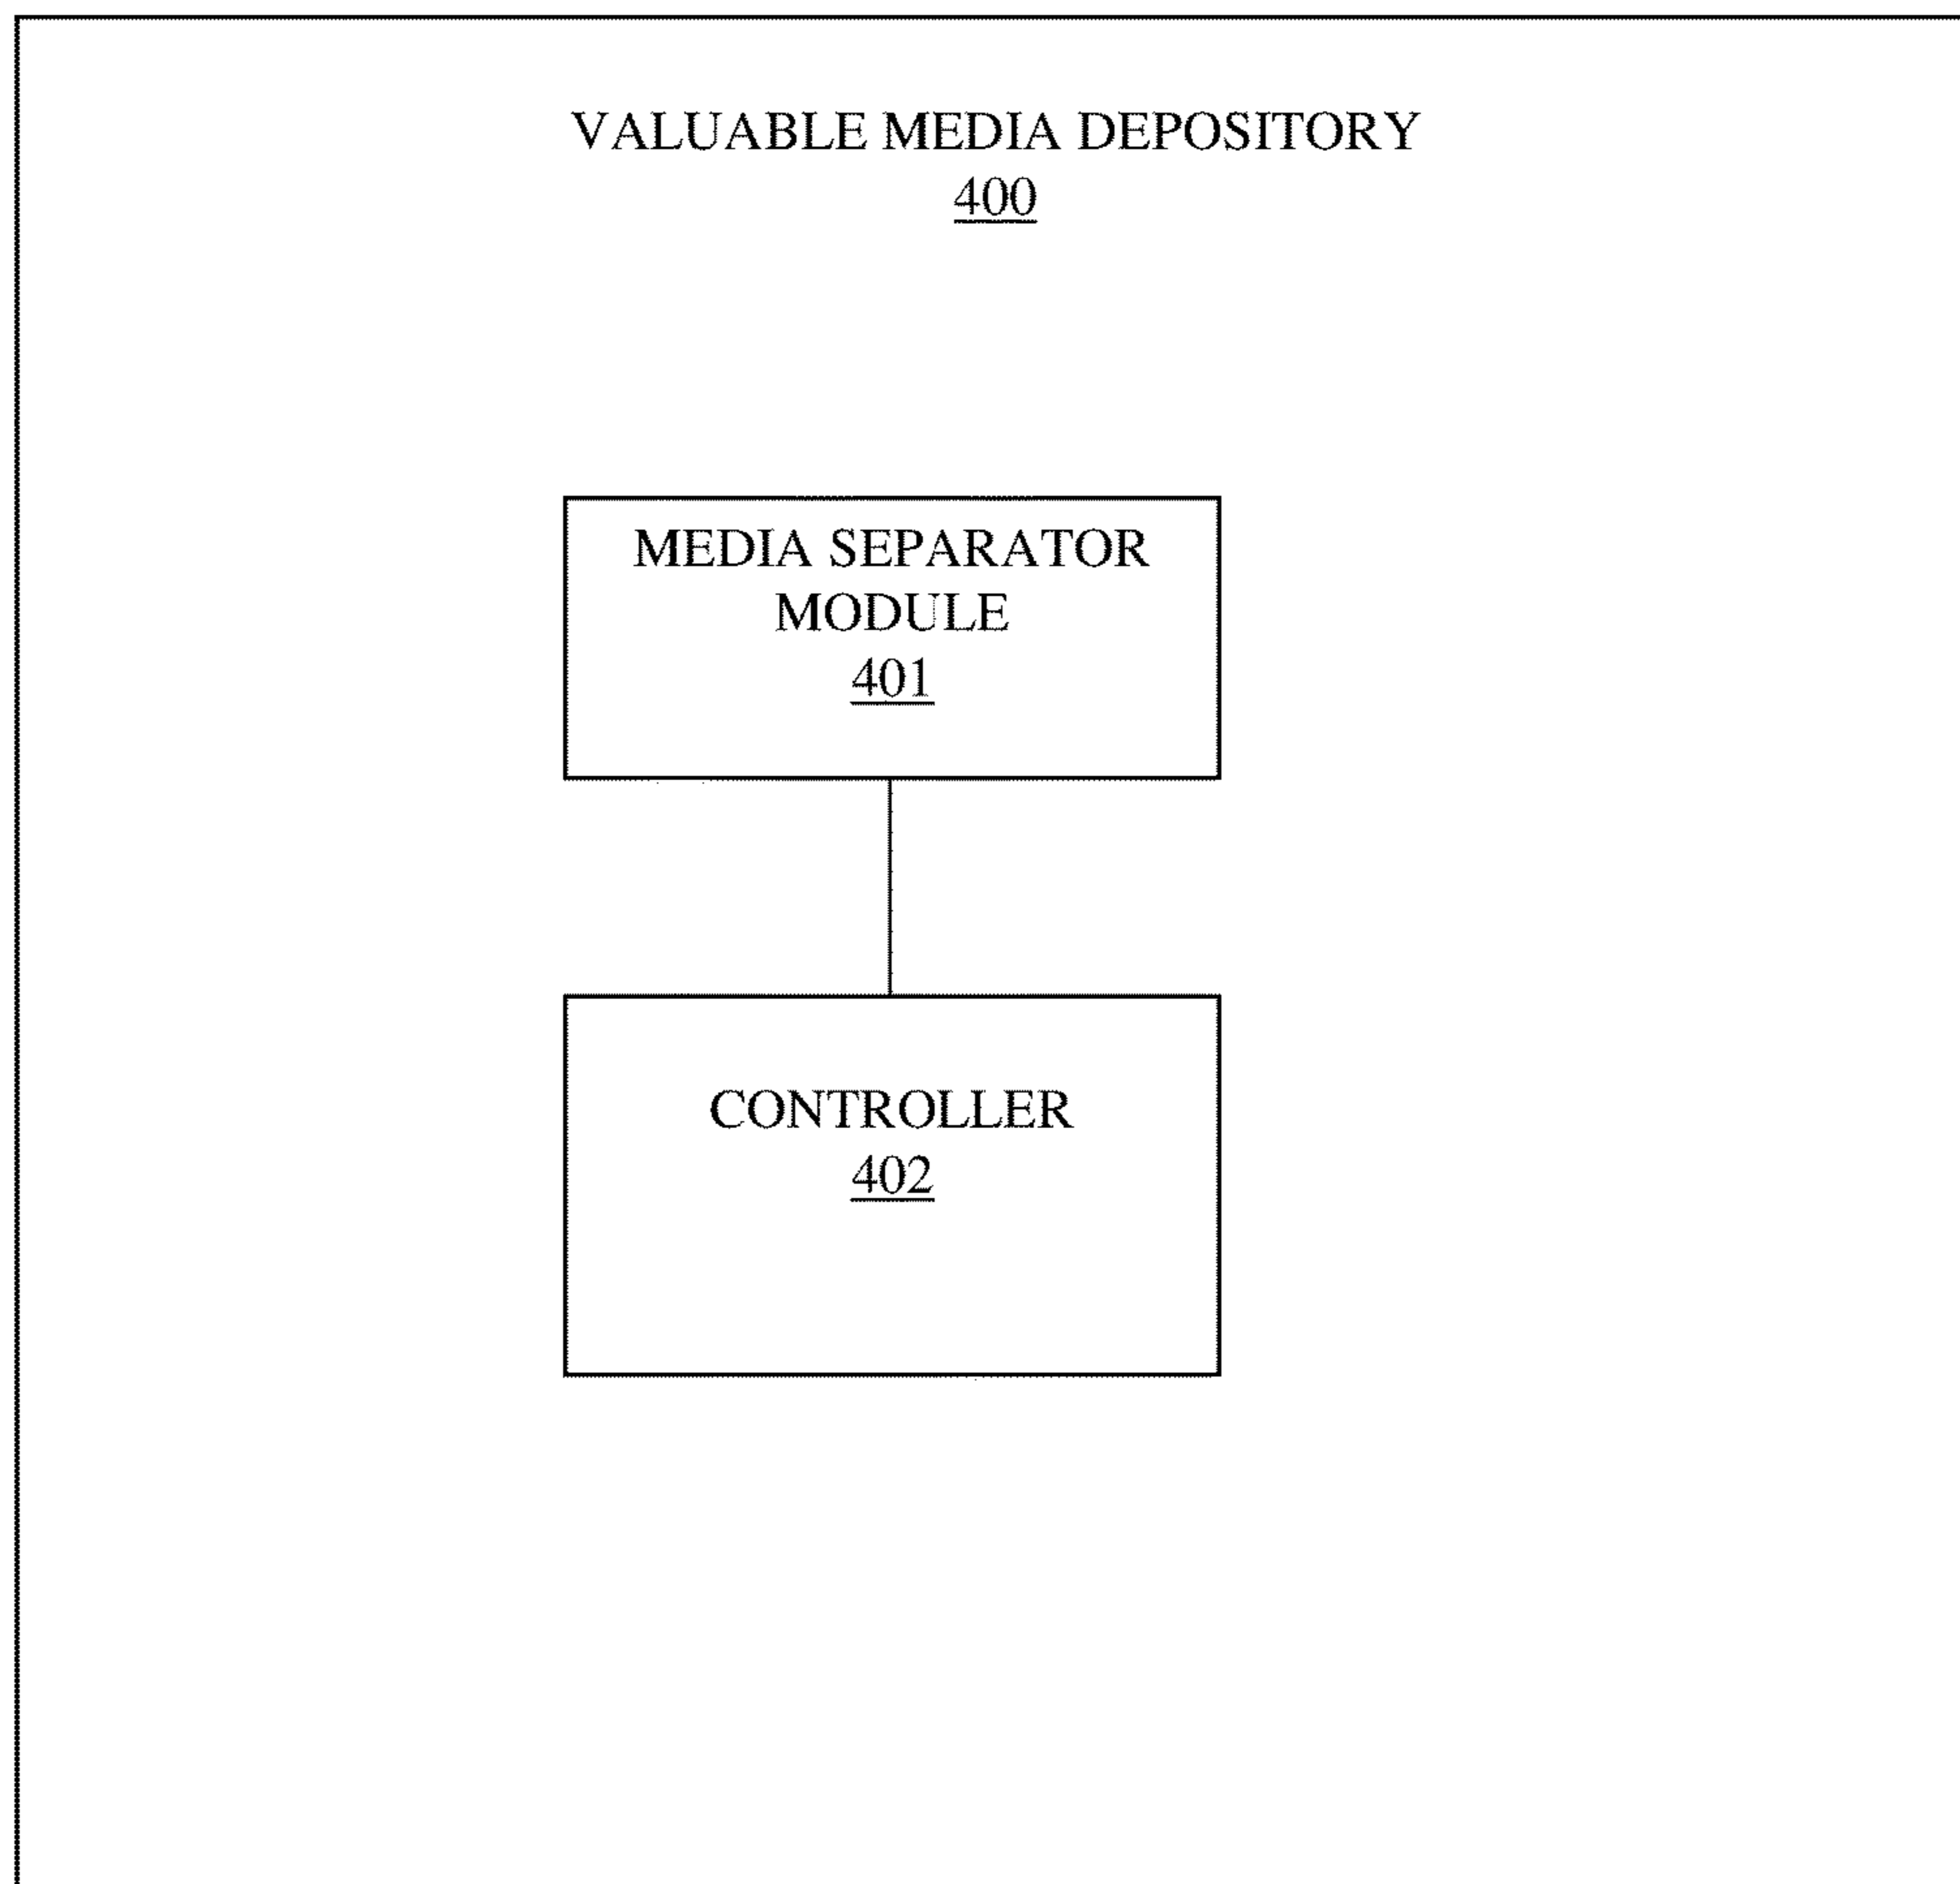 VALUABLE MEDIA DEPOSITORY
400
MEDIA SEPARATOR
MODULE
401
CONTROLLER
402